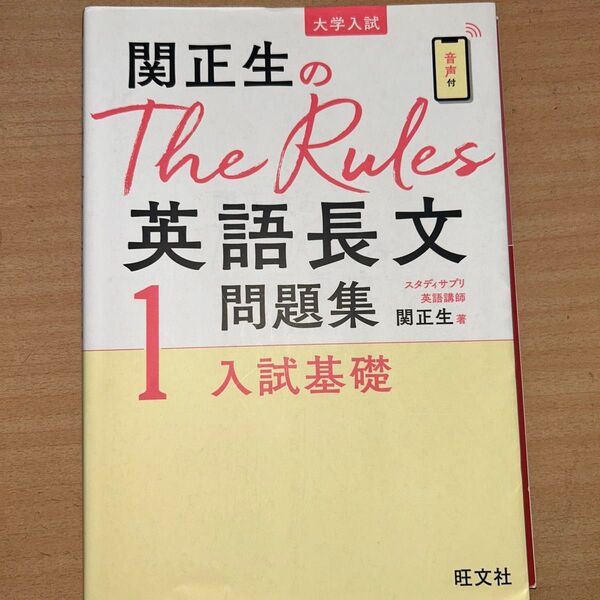 大学入試
関正生の
音声付
The Rules
英語長文
1
問題集
スタディサプリ
英語講師
関正生 著
入試基礎
旺文社